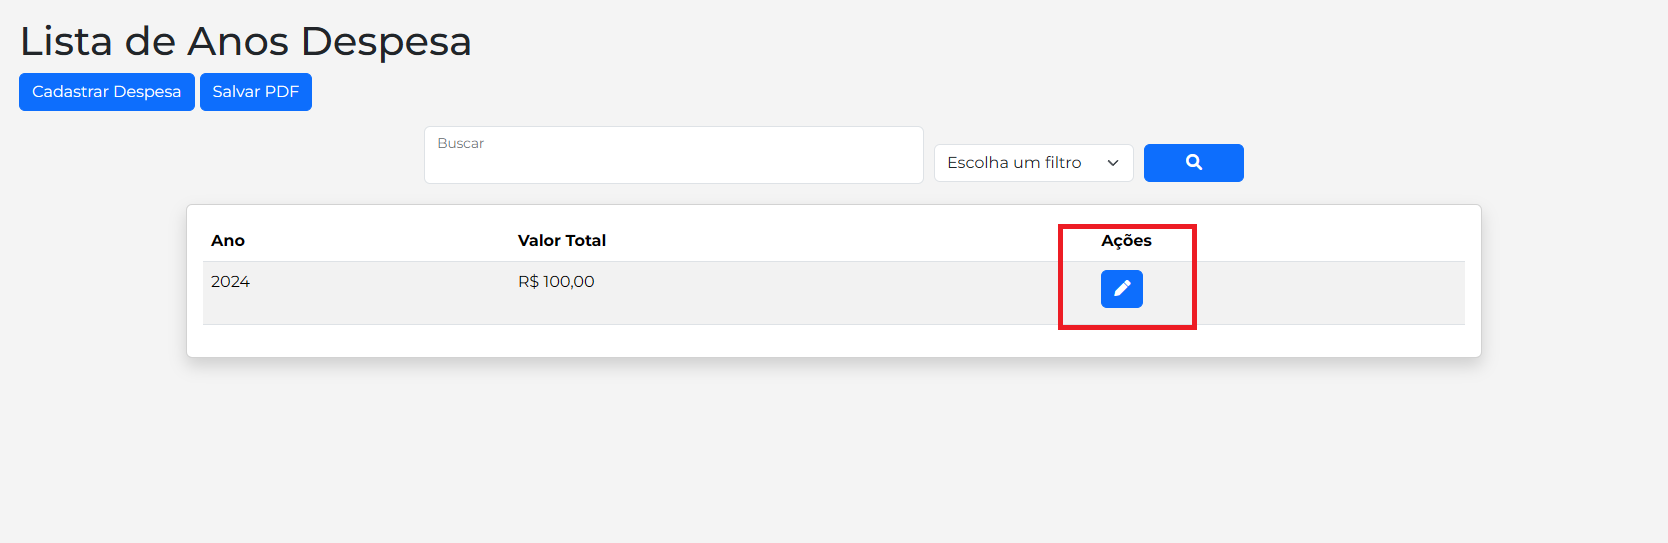 Lista de Anos Despesa
Cadastrar Despesa Salvar PDF
Buscar
Escolha um filtro
Ano Valor Total Ações
2024 R$ 100,00